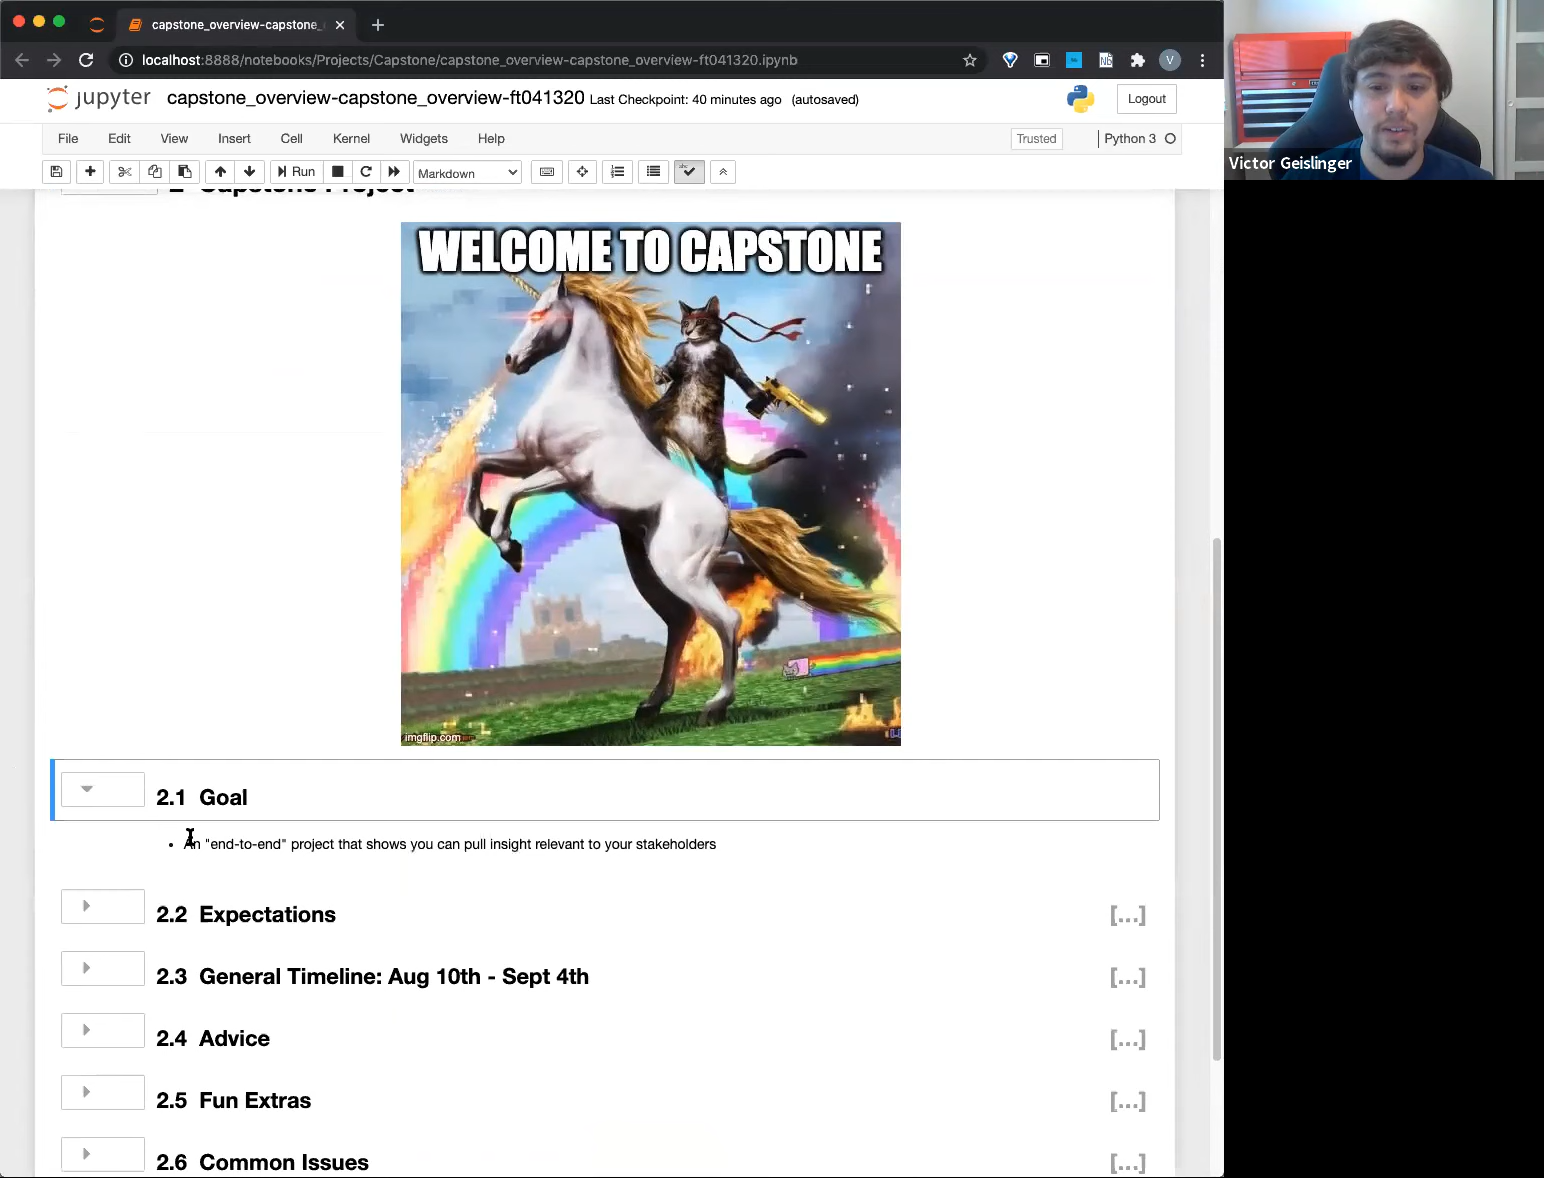 capstone_overview-capstone_
localhost:8888/notebooks/Projects/Capstone/capstone_overview-capstone_overview-ft041320.ipynb
V
jupyter capstone_overview-capstone_overview-ft041320 Last Checkpoint: 40 minutes ago (autosaved)
Logout
File Edit View Insert Cell Kernel Widgets Help
Trusted
Python 3
Run
Markdown
Victor Geislinger
2 Capstone Project
WELCOME TO CAPSTONE
imgflip.com
2.1 Goal
• An "end-to-end" project that shows you can pull insight relevant to your stakeholders
2.2 Expectations
[...]
2.3 General Timeline: Aug 10th - Sept 4th
[...]
2.4 Advice
[...]
2.5 Fun Extras
[...]
2.6 Common Issues
[...]